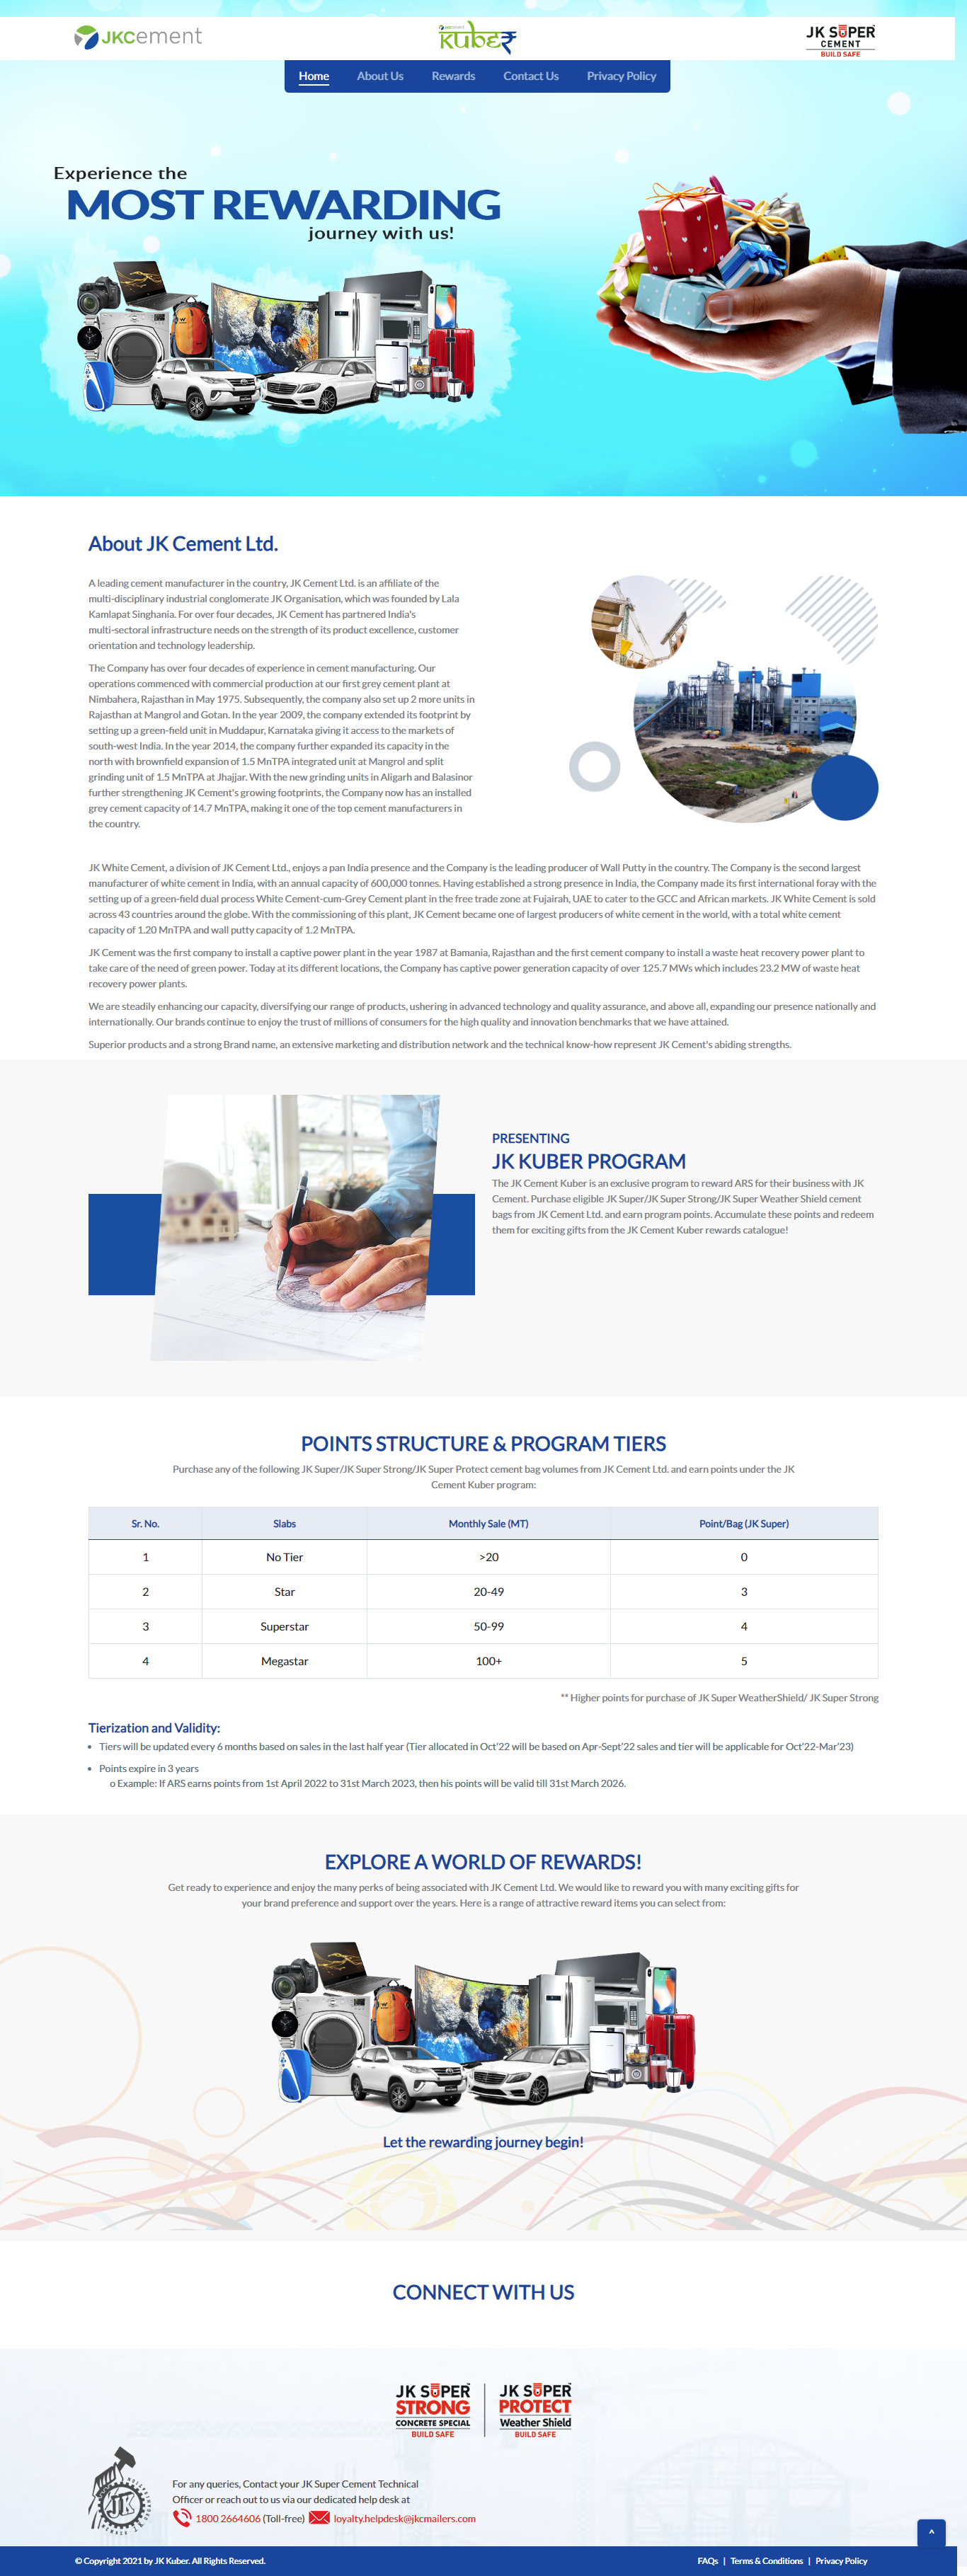 JKCement
JKCement
कुबेर
JK SUPER
CEMENT
BUILD SAFE
Home About Us Rewards Contact Us Privacy Policy
Experience the
MOST REWARDING
journey with us!
About JK Cement Ltd.
A leading cement manufacturer in the country, JK Cement Ltd. is an affiliate of the
multi-disciplinary industrial conglomerate JK Organisation, which was founded by Lala
Kamlapat Singhania. For over four decades, JK Cement has partnered India's
multi-sectoral infrastructure needs on the strength of its product excellence, customer
orientation and technology leadership.
The Company has over four decades of experience in cement manufacturing. Our
operations commenced with commercial production at our first grey cement plant at
Nimbahera, Rajasthan in May 1975. Subsequently, the company also set up 2 more units in
Rajasthan at Mangrol and Gotan. In the year 2009, the company extended its footprint by
setting up a green-field unit in Muddapur, Karnataka giving it access to the markets of
south-west India. In the year 2014, the company further expanded its capacity in the
north with brownfield expansion of 1.5 MnTPA integrated unit at Mangrol and split
grinding unit of 1.5 MnTPA at Jhajjar. With the new grinding units in Aligarh and Balasinor
further strengthening JK Cement's growing footprints, the Company now has an installed
grey cement capacity of 14.7 MnTPA, making it one of the top cement manufacturers in
the country.
JK White Cement, a division of JK Cement Ltd., enjoys a pan India presence and the Company is the leading producer of Wall Putty in the country. The Company is the second largest
manufacturer of white cement in India, with an annual capacity of 600,000 tonnes. Having established a strong presence in India, the Company made its first international foray with the
setting up of a green-field dual process White Cement-cum-Grey Cement plant in the free trade zone at Fujairah, UAE to cater to the GCC and African markets. JK White Cement is sold
across 43 countries around the globe. With the commissioning of this plant, JK Cement became one of largest producers of white cement in the world, with a total white cement
capacity of 1.20 MnTPA and wall putty capacity of 1.2 MnTPA.
JK Cement was the first company to install a captive power plant in the year 1987 at Bamania, Rajasthan and the first cement company to install a waste heat recovery power plant to
take care of the need of green power. Today at its different locations, the Company has captive power generation capacity of over 125.7 MWs which includes 23.2 MW of waste heat
recovery power plants.
We are steadily enhancing our capacity, diversifying our range of products, ushering in advanced technology and quality assurance, and above all, expanding our presence nationally and
internationally. Our brands continue to enjoy the trust of millions of consumers for the high quality and innovation benchmarks that we have attained.
Superior products and a strong Brand name, an extensive marketing and distribution network and the technical know-how represent JK Cement's abiding strengths.
PRESENTING
JK KUBER PROGRAM
The JK Cement Kuber is an exclusive program to reward ARS for their business with JK
Cement. Purchase eligible JK Super/JK Super Strong/JK Super Weather Shield cement
bags from JK Cement Ltd. and earn program points. Accumulate these points and redeem
them for exciting gifts from the JK Cement Kuber rewards catalogue!
POINTS STRUCTURE & PROGRAM TIERS
Purchase any of the following JK Super/JK Super Strong/JK Super Protect cement bag volumes from JK Cement Ltd. and earn points under the JK
Cement Kuber program:
Sr. No. Slabs Monthly Sale (MT) Point/Bag (JK Super)
1 No Tier >20 0
2 Star 20-49 3
3 Superstar 50-99 4
4 Megastar 100+ 5
** Higher points for purchase of JK Super WeatherShield/ JK Super Strong
Tierization and Validity:
• Tiers will be updated every 6 months based on sales in the last half year (Tier allocated in Oct'22 will be based on Apr-Sept'22 sales and tier will be applicable for Oct'22-Mar'23)
• Points expire in 3 years
o Example: If ARS earns points from 1st April 2022 to 31st March 2023, then his points will be valid till 31st March 2026.
EXPLORE A WORLD OF REWARDS!
Get ready to experience and enjoy the many perks of being associated with JK Cement Ltd. We would like to reward you with many exciting gifts for
your brand preference and support over the years. Here is a range of attractive reward items you can select from:
Let the rewarding journey begin!
CONNECT WITH US
JK SUPER
STRONG
CONCRETE SPECIAL
BUILD SAFE
JK SUPER
PROTECT
Weather Shield
BUILD SAFE
JK
For any queries, Contact your JK Super Cement Technical
Officer or reach out to us via our dedicated help desk at
1800 2664606 (Toll-free) loyalty.helpdesk@jkcmailers.com
© Copyright 2021 by JK Kuber. All Rights Reserved.
FAQs | Terms & Conditions | Privacy Policy